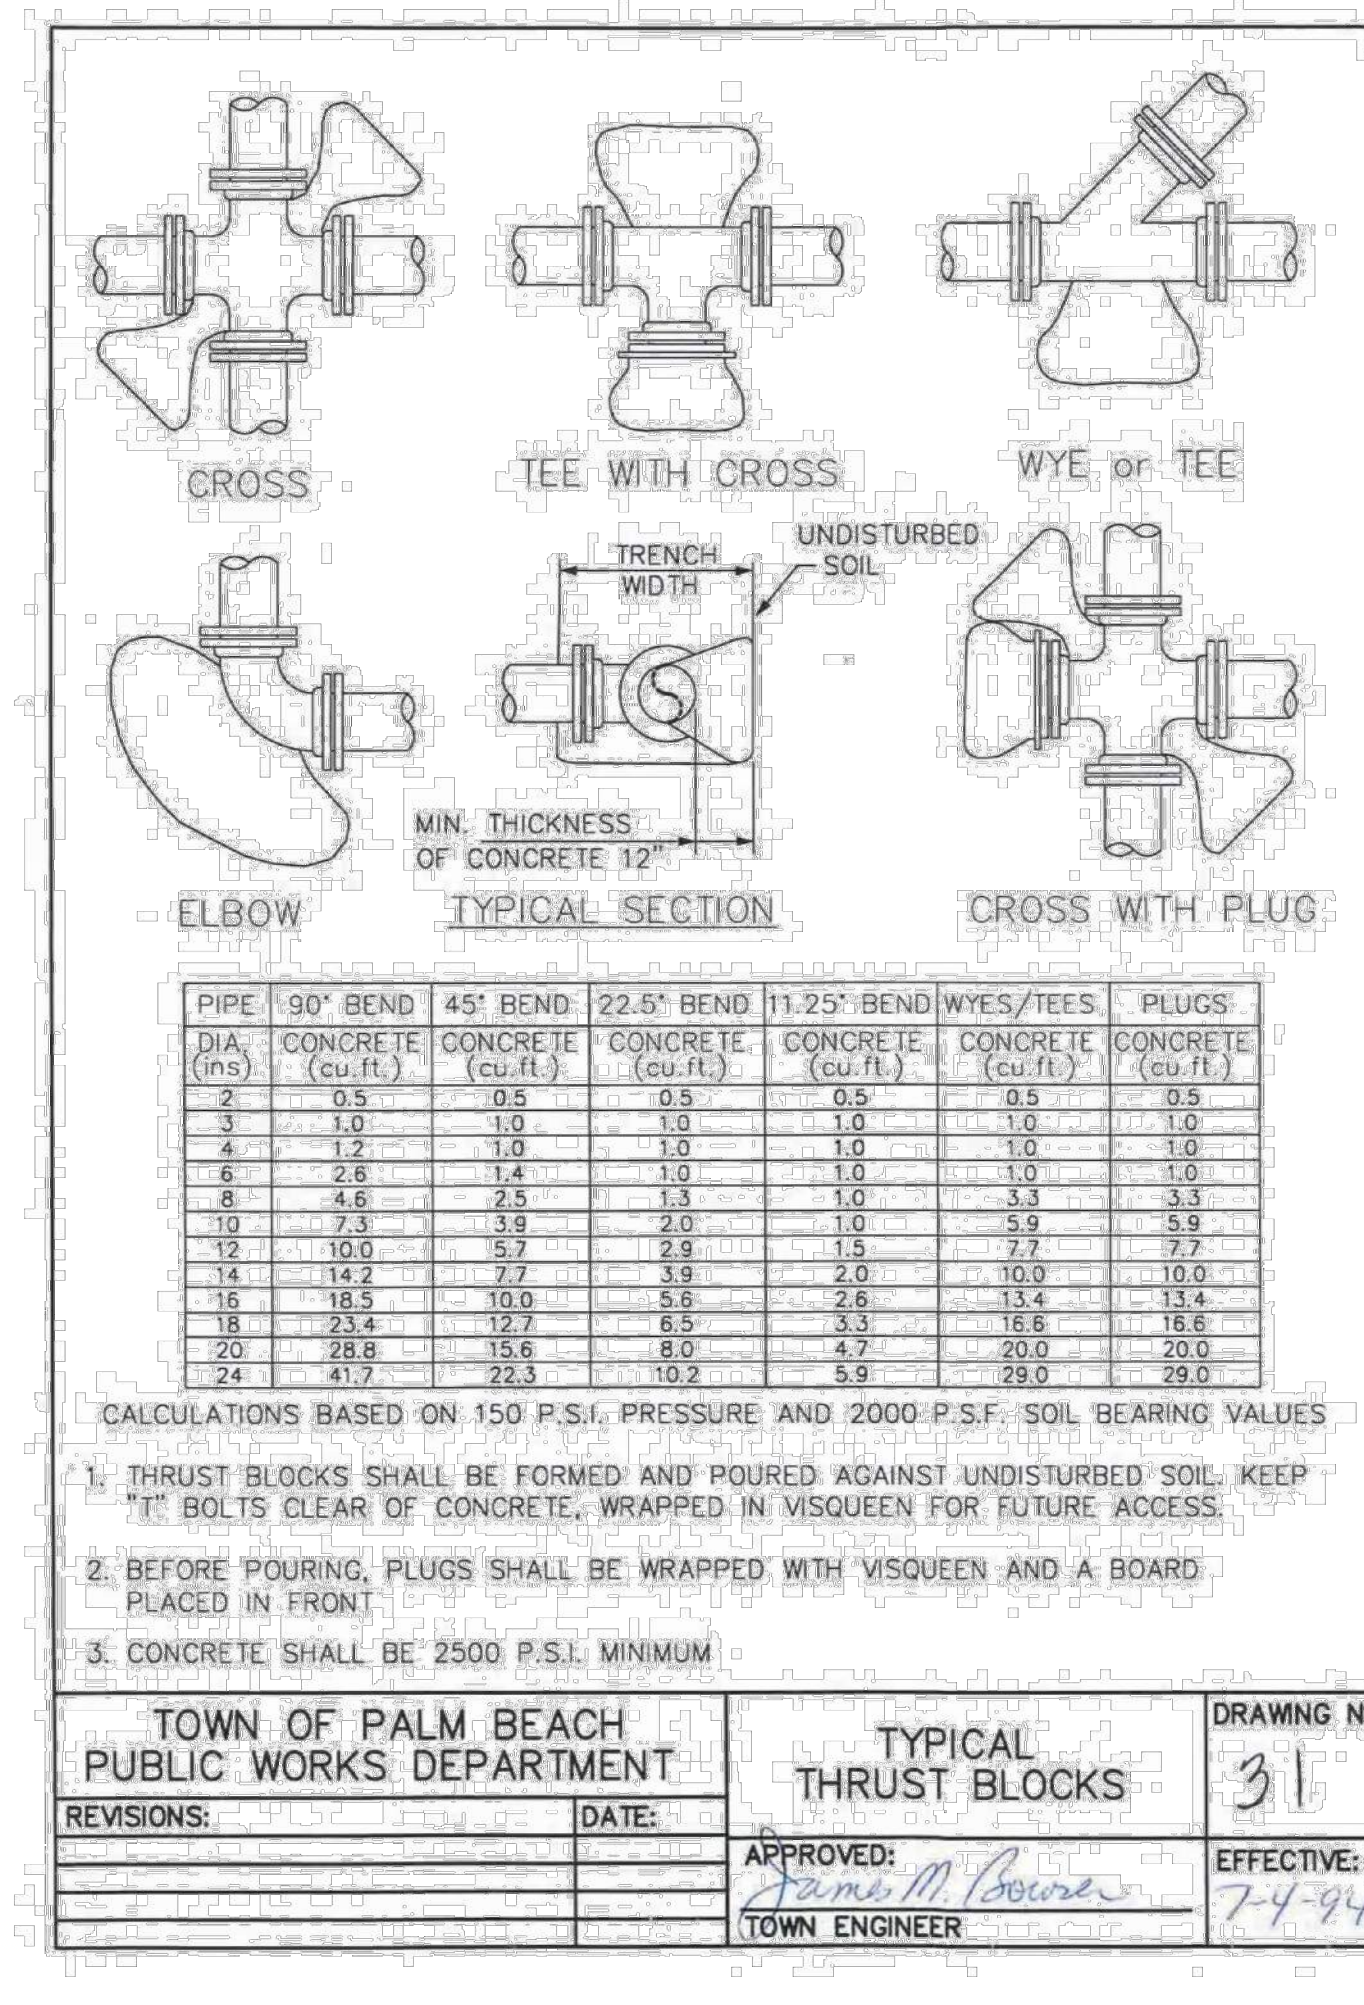 CROSS
TEE WITH CROSS
WYE or TEE
TRENCH
WIDTH
UNDISTURBED
SOIL
MIN. THICKNESS
OF CONCRETE 12"
ELBOW
TYPICAL SECTION
CROSS WITH PLUG
PIPE 90° BEND 45° BEND 22.5° BEND 11.25° BEND WYES/TEES PLUGS
DIA. CONCRETE CONCRETE CONCRETE CONCRETE CONCRETE CONCRETE
(ins) (cu.ft.) (cu.ft.) (cu.ft.) (cu.ft.) (cu.ft.) (cu.ft.)
2 0.5 0.5 0.5 0.5 0.5 0.5
3 1.0 1.0 1.0 1.0 1.0 1.0
4 1.2 1.0 1.0 1.0 1.0 1.0
6 2.6 1.4 1.0 1.0 1.0 1.0
8 4.6 2.5 1.3 1.0 3.3 3.3
10 7.3 3.9 2.0 1.0 5.9 5.9
12 10.0 5.7 2.9 1.5 7.7 7.7
14 14.2 7.7 3.9 2.0 10.0 10.0
16 18.5 10.0 5.6 2.6 13.4 13.4
18 23.4 12.7 6.5 3.3 16.6 16.6
20 28.8 15.6 8.0 4.7 20.0 20.0
24 41.7 22.3 10.2 5.9 29.0 29.0
CALCULATIONS BASED ON 150 P.S.I. PRESSURE AND 2000 P.S.F. SOIL BEARING VALUES
1. THRUST BLOCKS SHALL BE FORMED AND POURED AGAINST UNDISTURBED SOIL. KEEP
"T" BOLTS CLEAR OF CONCRETE, WRAPPED IN VISQUEEN FOR FUTURE ACCESS.
2. BEFORE POURING, PLUGS SHALL BE WRAPPED WITH VISQUEEN AND A BOARD
PLACED IN FRONT
3. CONCRETE SHALL BE 2500 P.S.I. MINIMUM
TOWN OF PALM BEACH
PUBLIC WORKS DEPARTMENT
REVISIONS: DATE:
TYPICAL
THRUST BLOCKS
APPROVED:
James M. Bowser
TOWN ENGINEER
DRAWING N
31
EFFECTIVE:
7-4-94